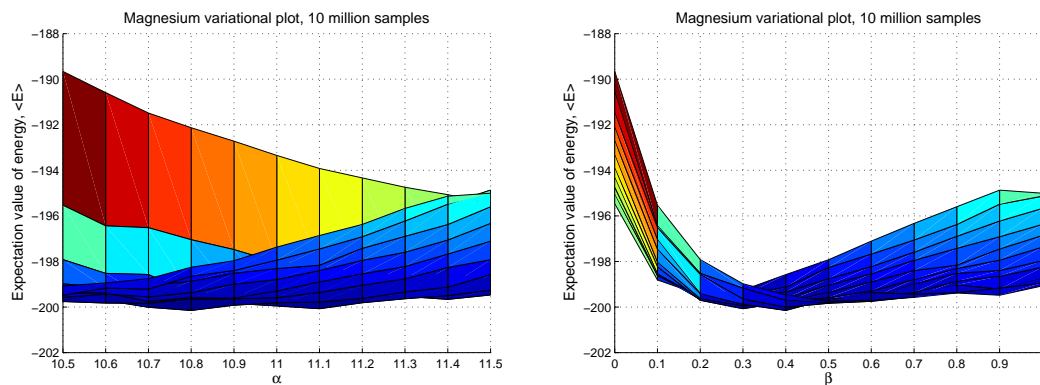 Magnesium variational plot, 10 million samples
−188
−190
−192
−194
−196
−198
−200
−202
Expectation value of energy, <E>
10.5 10.6 10.7 10.8 10.9 11 11.1 11.2 11.3 11.4 11.5
α
Magnesium variational plot, 10 million samples
−188
−190
−192
−194
−196
−198
−200
−202
Expectation value of energy, <E>
0 0.1 0.2 0.3 0.4 0.5 0.6 0.7 0.8 0.9
β